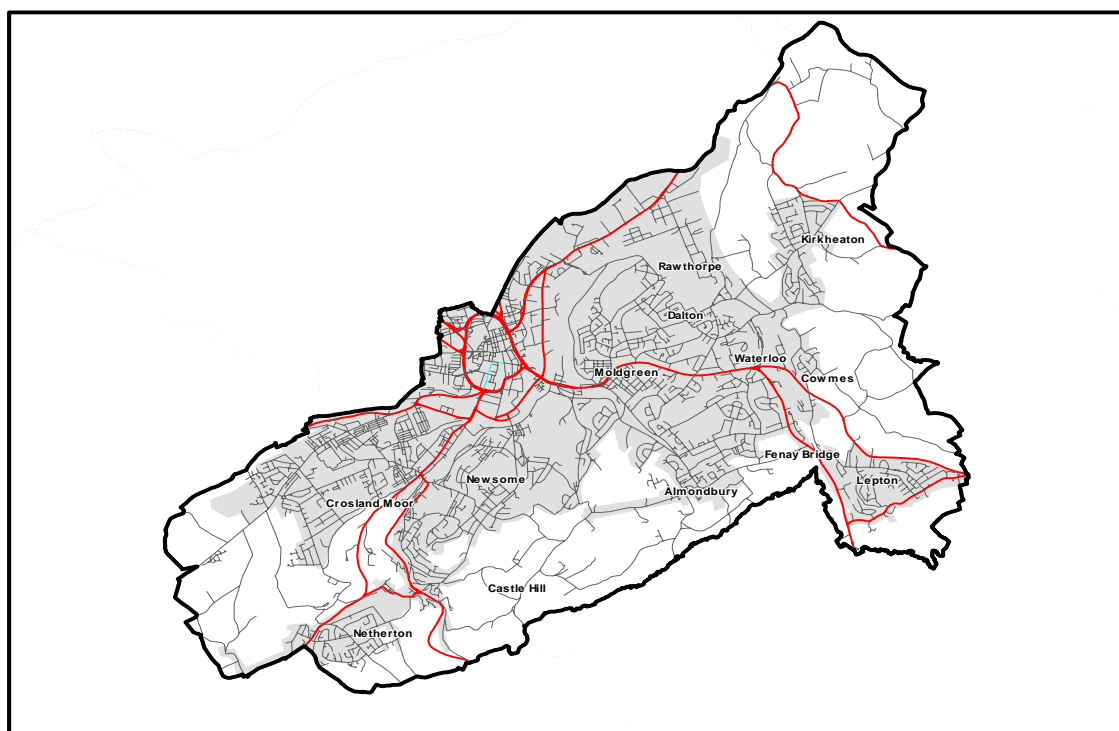 Kirkheaton
Rawthorpe
Dalton
Waterloo
Moldgreen
Cowmes
Fenay Bridge
Newsome
Lepton
Almondbury
Crosland Moor
Castle Hill
Netherton